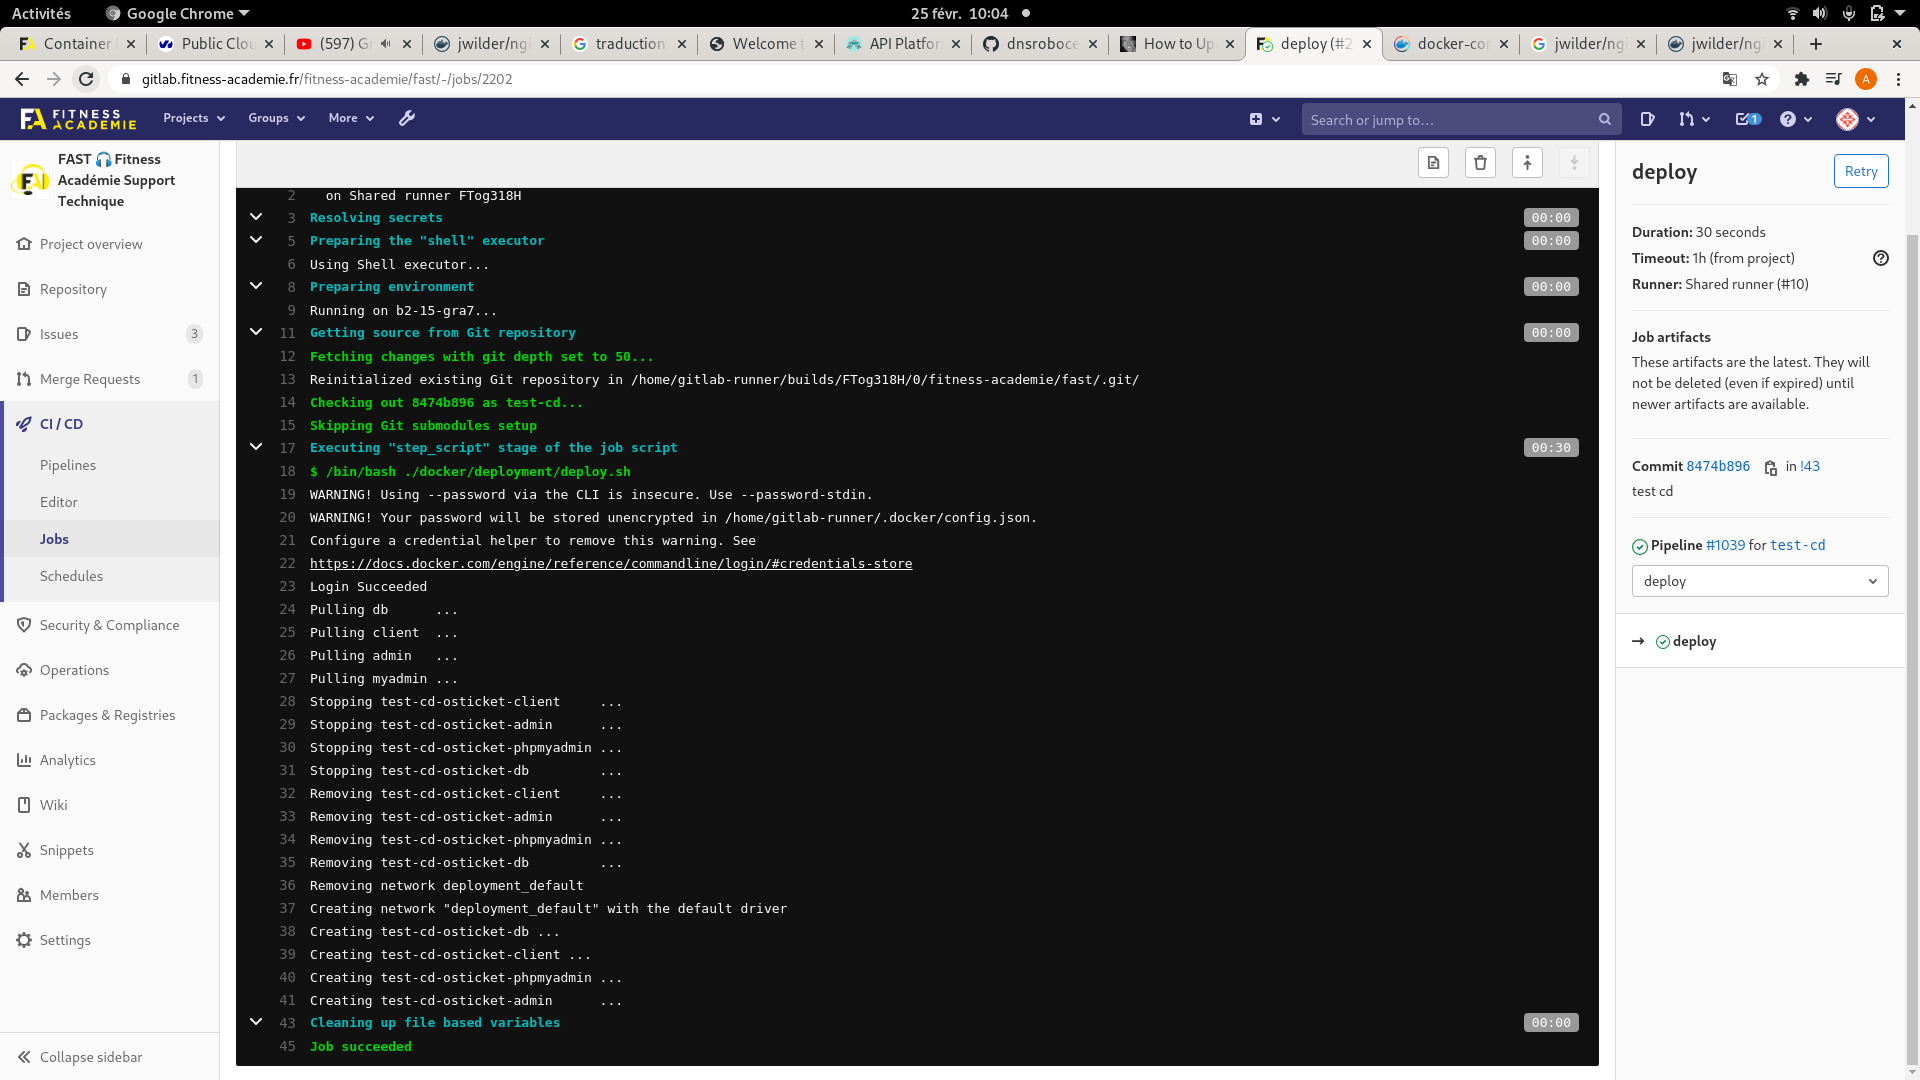 Activités
Google Chrome
25 févr. 10:04
Container
Public Clou
(597) G
jwilder/ng
traduction
Welcome t
API Platfor
dnsroboce
How to Up
deploy (#2
docker-co
jwilder/ng
jwilder/ng
gitlab.fitness-academie.fr/fitness-academie/fast/-/jobs/2202
A
FA FITNESS ACADEMIE
Projects
Groups
More
Search or jump to…
1
FAST 🎧 Fitness
Académie Support
Technique
Project overview
Repository
Issues 3
Merge Requests 1
CI / CD
Pipelines
Editor
Jobs
Schedules
Security & Compliance
Operations
Packages & Registries
Analytics
Wiki
Snippets
Members
Settings
Collapse sidebar
2 on Shared runner FTog318H
3 Resolving secrets 00:00
5 Preparing the "shell" executor 00:00
6 Using Shell executor...
8 Preparing environment 00:00
9 Running on b2-15-gra7...
11 Getting source from Git repository 00:00
12 Fetching changes with git depth set to 50...
13 Reinitialized existing Git repository in /home/gitlab-runner/builds/FTog318H/0/fitness-academie/fast/.git/
14 Checking out 8474b896 as test-cd...
15 Skipping Git submodules setup
17 Executing "step_script" stage of the job script 00:30
18 $ /bin/bash ./docker/deployment/deploy.sh
19 WARNING! Using --password via the CLI is insecure. Use --password-stdin.
20 WARNING! Your password will be stored unencrypted in /home/gitlab-runner/.docker/config.json.
21 Configure a credential helper to remove this warning. See
22 https://docs.docker.com/engine/reference/commandline/login/#credentials-store
23 Login Succeeded
24 Pulling db ...
25 Pulling client ...
26 Pulling admin ...
27 Pulling myadmin ...
28 Stopping test-cd-osticket-client ...
29 Stopping test-cd-osticket-admin ...
30 Stopping test-cd-osticket-phpmyadmin ...
31 Stopping test-cd-osticket-db ...
32 Removing test-cd-osticket-client ...
33 Removing test-cd-osticket-admin ...
34 Removing test-cd-osticket-phpmyadmin ...
35 Removing test-cd-osticket-db ...
36 Removing network deployment_default
37 Creating network "deployment_default" with the default driver
38 Creating test-cd-osticket-db ...
39 Creating test-cd-osticket-client ...
40 Creating test-cd-osticket-phpmyadmin ...
41 Creating test-cd-osticket-admin ...
43 Cleaning up file based variables 00:00
45 Job succeeded
deploy
Retry
Duration: 30 seconds
Timeout: 1h (from project)
Runner: Shared runner (#10)
Job artifacts
These artifacts are the latest. They will
not be deleted (even if expired) until
newer artifacts are available.
Commit 8474b896 in !43
test cd
Pipeline #1039 for test-cd
deploy
→ deploy